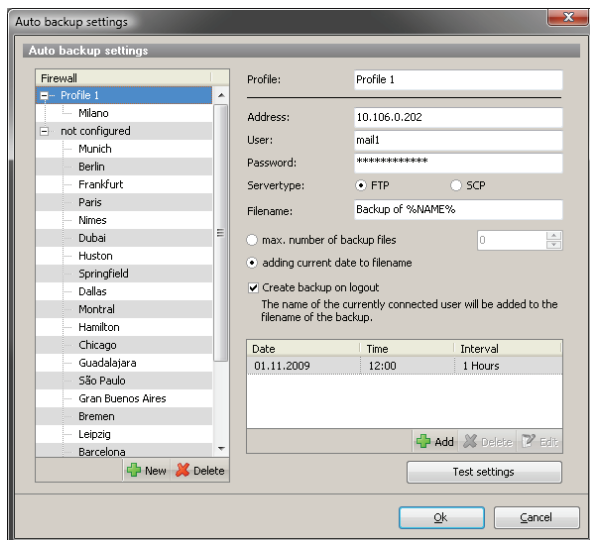 Auto backup settings
Auto backup settings
Firewall
Profile 1
Milano
not configured
Munich
Berlin
Frankfurt
Paris
Nimes
Dubai
Huston
Springfield
Dallas
Montral
Hamilton
Chicago
Guadalajara
São Paulo
Gran Buenos Aires
Bremen
Leipzig
Barcelona
New Delete
Profile: Profile 1
Address: 10.106.0.202
User: mail1
Password: ************
Servertype: FTP SCP
Filename: Backup of %NAME%
max. number of backup files 0
adding current date to filename
Create backup on logout
The name of the currently connected user will be added to the
filename of the backup.
Date Time Interval
01.11.2009 12:00 1 Hours
Add Delete Edit
Test settings
Ok Cancel